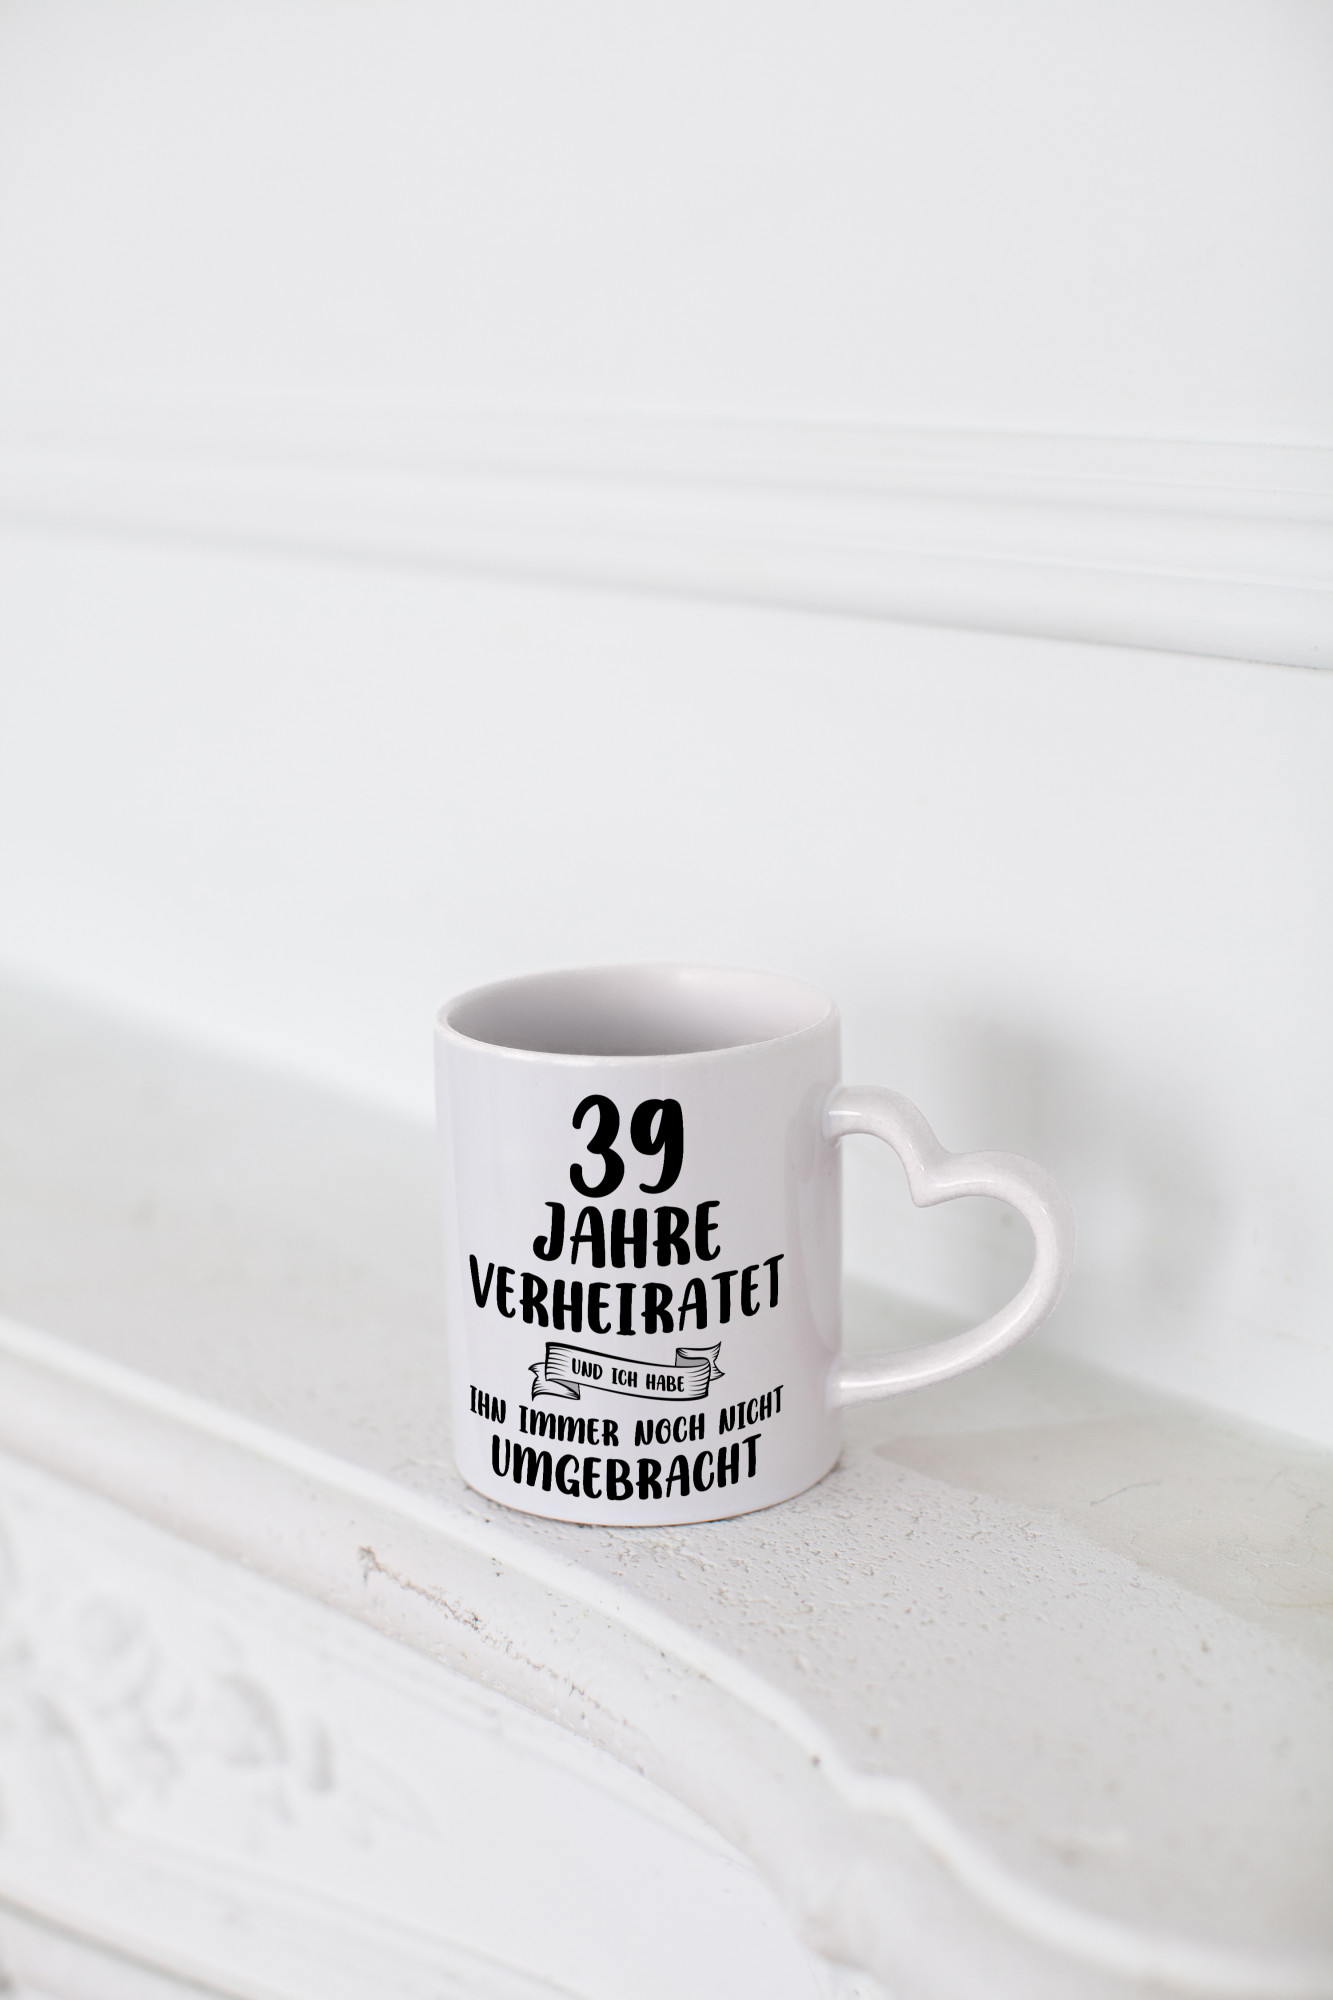 39
JAHRE
VERHEIRATET
UND ICH HABE
IHN IMMER NOCH NICHT
UMGEBRACHT